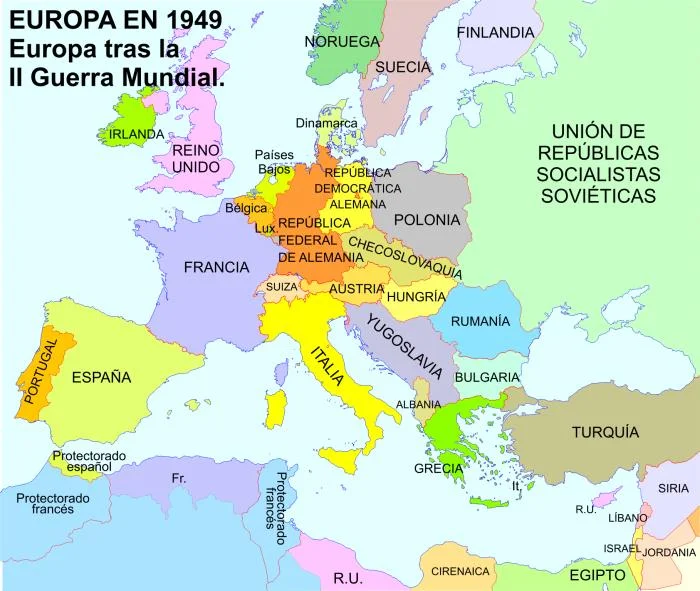 EUROPA EN 1949
Europa tras la
II Guerra Mundial.
NORUEGA
SUECIA
FINLANDIA
IRLANDA
REINO
UNIDO
Dinamarca
UNIÓN DE
REPÚBLICAS
SOCIALISTAS
SOVIÉTICAS
Países
Bajos
REPÚBLICA
DEMOCRÁTICA
ALEMANA
POLONIA
Bélgica
Lux.
REPÚBLICA
FEDERAL
DE ALEMANIA
CHECOSLOVAQUIA
FRANCIA
SUIZA
AUSTRIA
HUNGRÍA
RUMANÍA
YUGOSLAVIA
ITALIA
PORTUGAL
ESPAÑA
BULGARIA
ALBANIA
GRECIA
It.
TURQUÍA
Protectorado
español
Protectorado
francés
Fr.
Protectorado
francés
R.U.
SIRIA
LÍBANO
ISRAEL
JORDANIA
R.U.
CIRENAICA
EGIPTO